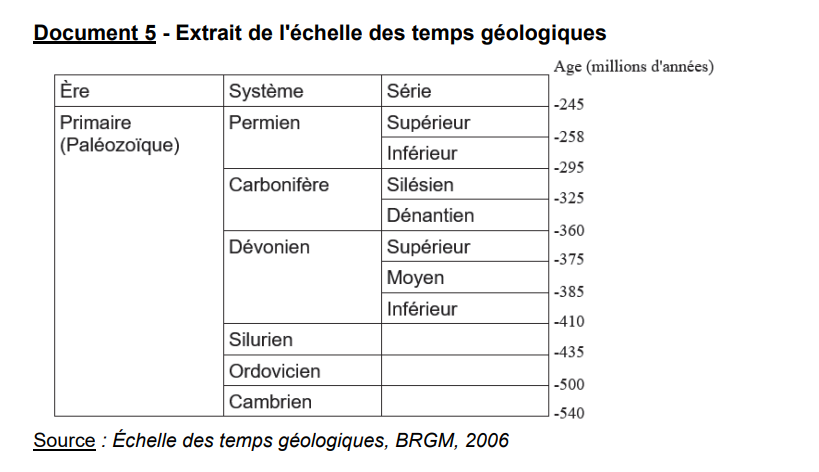 Document 5 - Extrait de l'échelle des temps géologiques
Age (millions d'années)
Ère Système Série
-245
Primaire Permien Supérieur
(Paléozoïque)
-258
Inférieur
-295
Carbonifère Silésien
-325
Dénantien
-360
Dévonien Supérieur
-375
Moyen
-385
Inférieur
-410
Silurien
-435
Ordovicien
-500
Cambrien
-540
Source : Échelle des temps géologiques, BRGM, 2006